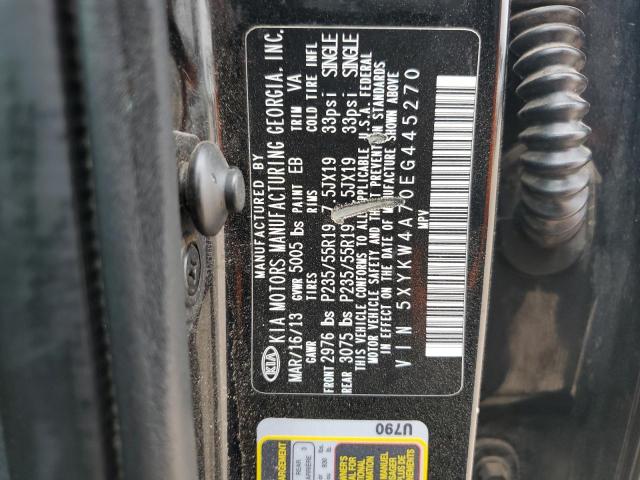 KIA
MANUFACTURED BY
KIA MOTORS MANUFACTURING GEORGIA, INC.
MAR/16/13 GVWR 5005 lbs PAINT EB TRIM VA
GAWR TIRES RIMS COLD TIRE INFL
FRONT 2976 lbs P235/55R19 7.5JX19 33psi SINGLE
REAR 3075 lbs P235/55R19 5JX19 33psi SINGLE
THIS VEHICLE CONFORMS TO ALL APPLICABLE U.S.A. FEDERAL
MOTOR VEHICLE SAFETY AND THEFT PREVENTION STANDARDS
IN EFFECT ON THE DATE OF MANUFACTURE SHOWN ABOVE
VIN 5XYKW4A70EG445270
MPV
U790
REAR